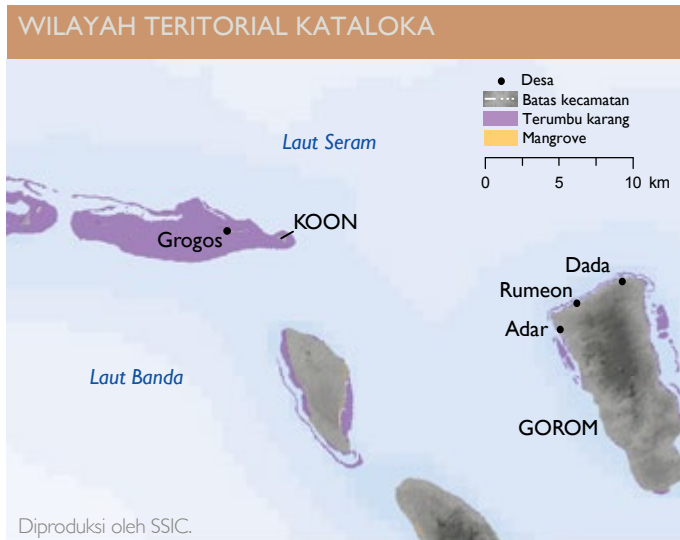 WILAYAH TERITORIAL KATALOKA
Desa
Batas kecamatan
Terumbu karang
Mangrove
0 5 10 km
Laut Seram
KOON
Grogos
Dada
Rumeon
Adar
Laut Banda
GOROM
Diproduksi oleh SSIC.